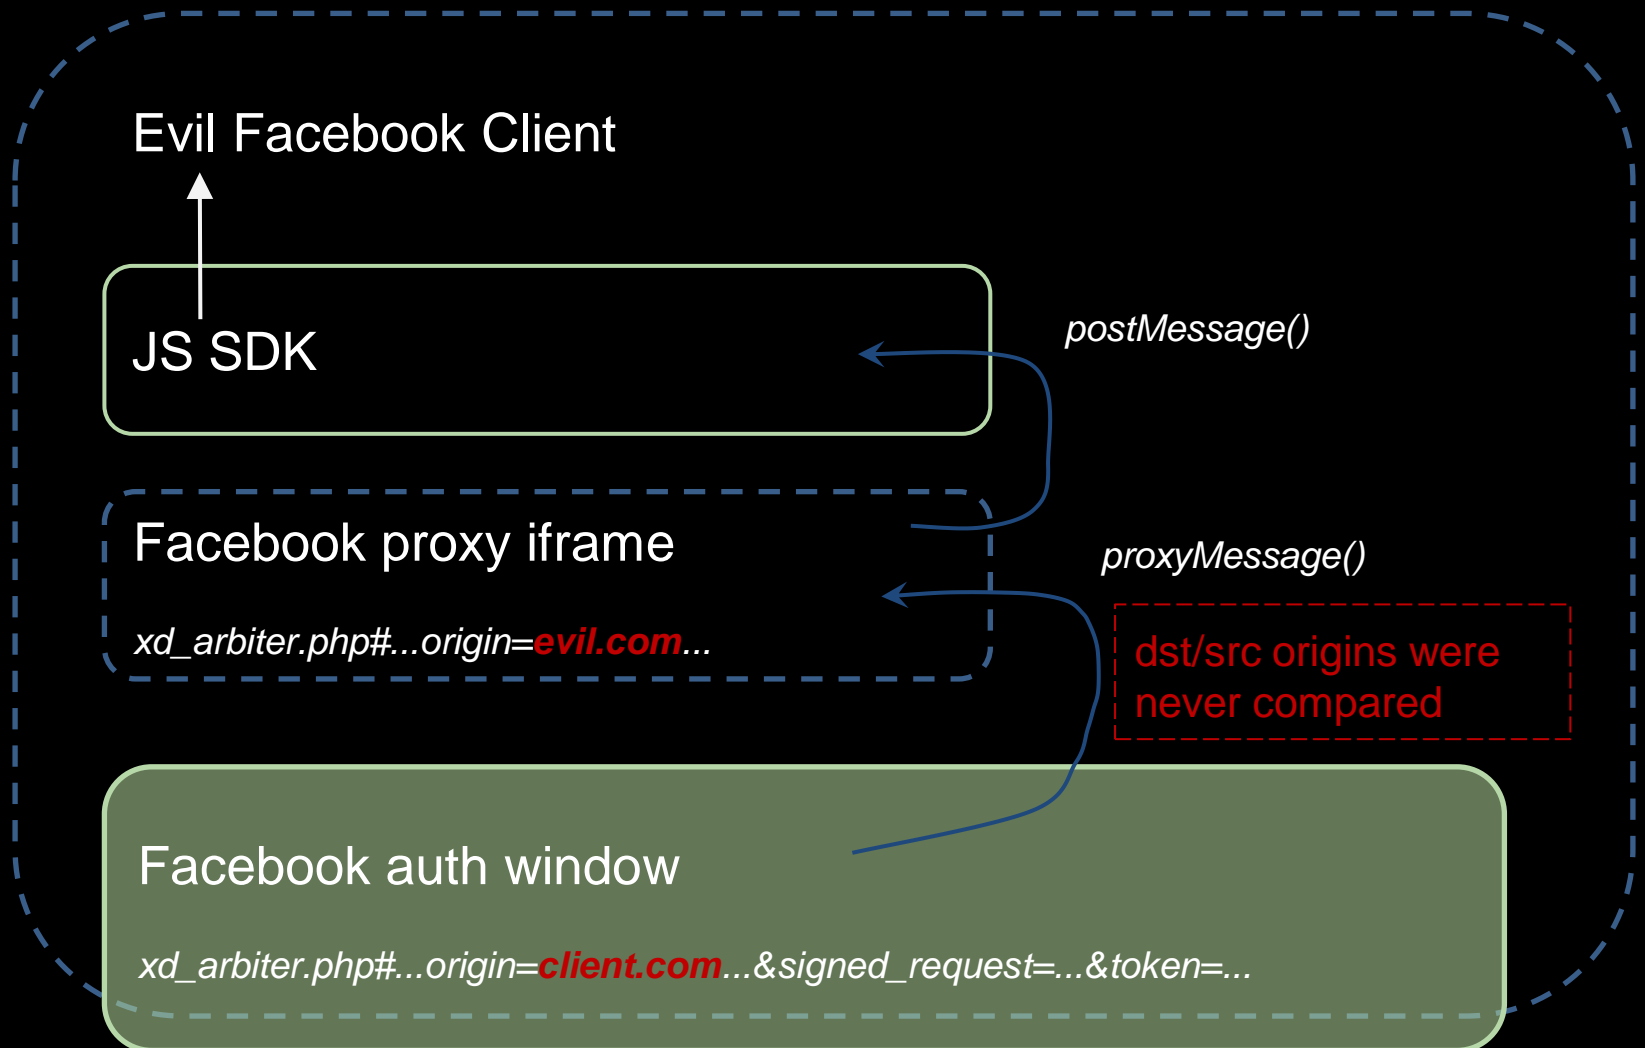 Evil Facebook Client
JS SDK
postMessage()
Facebook proxy iframe
proxyMessage()
xd_arbiter.php#...origin=evil.com...
dst/src origins were
never compared
Facebook auth window
xd_arbiter.php#...origin=client.com...&signed_request=...&token=...